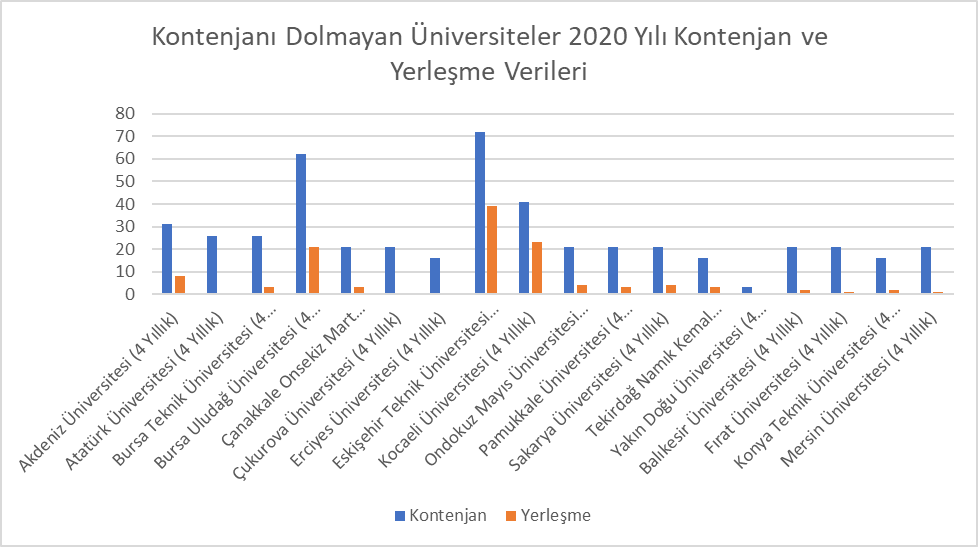 Kontenjanı Dolmayan Üniversiteler 2020 Yılı Kontenjan ve
Yerleşme Verileri
80
70
60
50
40
30
20
10
0
Akdeniz Üniversitesi (4 Yıllık)
Atatürk Üniversitesi (4 Yıllık)
Bursa Teknik Üniversitesi (4...
Bursa Uludağ Üniversitesi (4...
Çanakkale Onsekiz Mart...
Çukurova Üniversitesi (4 Yıllık)
Erciyes Üniversitesi (4 Yıllık)
Eskişehir Teknik Üniversitesi...
Kocaeli Üniversitesi (4 Yıllık)
Ondokuz Mayıs Üniversitesi...
Pamukkale Üniversitesi (4...
Sakarya Üniversitesi (4 Yıllık)
Tekirdağ Namık Kemal...
Yakın Doğu Üniversitesi (4...
Balıkesir Üniversitesi (4 Yıllık)
Fırat Üniversitesi (4 Yıllık)
Konya Teknik Üniversitesi (4...
Mersin Üniversitesi (4 Yıllık)
Kontenjan
Yerleşme